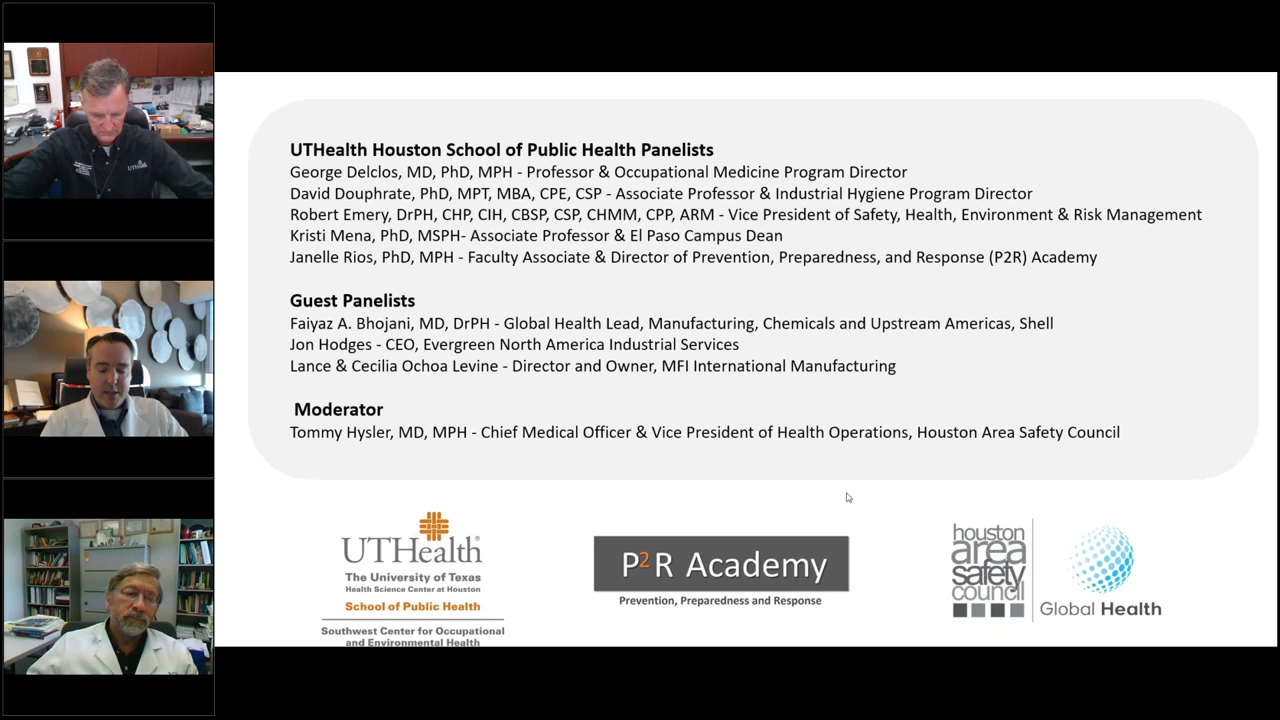 UTHealth Houston School of Public Health Panelists
George Delclos, MD, PhD, MPH - Professor & Occupational Medicine Program Director
David Douphrate, PhD, MPT, MBA, CPE, CSP - Associate Professor & Industrial Hygiene Program Director
Robert Emery, DrPH, CHP, CIH, CBSP, CSP, CHMM, CPP, ARM - Vice President of Safety, Health, Environment & Risk Management
Kristi Mena, PhD, MSPH- Associate Professor & El Paso Campus Dean
Janelle Rios, PhD, MPH - Faculty Associate & Director of Prevention, Preparedness, and Response (P2R) Academy
Guest Panelists
Faiyaz A. Bhojani, MD, DrPH - Global Health Lead, Manufacturing, Chemicals and Upstream Americas, Shell
Jon Hodges - CEO, Evergreen North America Industrial Services
Lance & Cecilia Ochoa Levine - Director and Owner, MFI International Manufacturing
Moderator
Tommy Hysler, MD, MPH - Chief Medical Officer & Vice President of Health Operations, Houston Area Safety Council
UTHealth®
The University of Texas
Health Science Center at Houston
School of Public Health
Southwest Center for Occupational
and Environmental Health
P2R Academy
Prevention, Preparedness and Response
houston
area
safety
council
Global Health